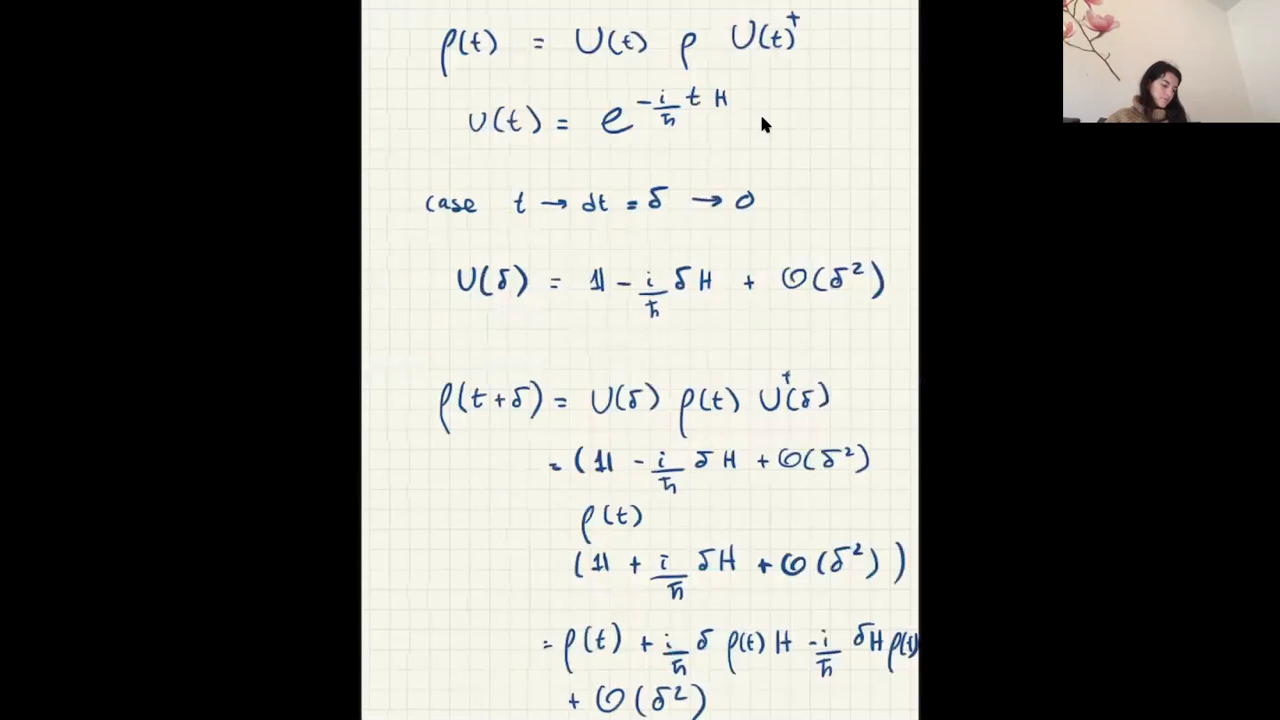 ρ(t) = U(t) ρ U(t)†
U(t) = e^{-i/ħ t H}
case t → dt = δ → 0
U(δ) = 𝟙 - i/ħ δ H + O(δ²)
ρ(t+δ) = U(δ) ρ(t) U†(δ)
= (𝟙 - i/ħ δ H + O(δ²)
ρ(t)
(𝟙 + i/ħ δ H + O(δ²))
= ρ(t) + i/ħ δ ρ(t) H - i/ħ δ H ρ(t)
+ O(δ²)